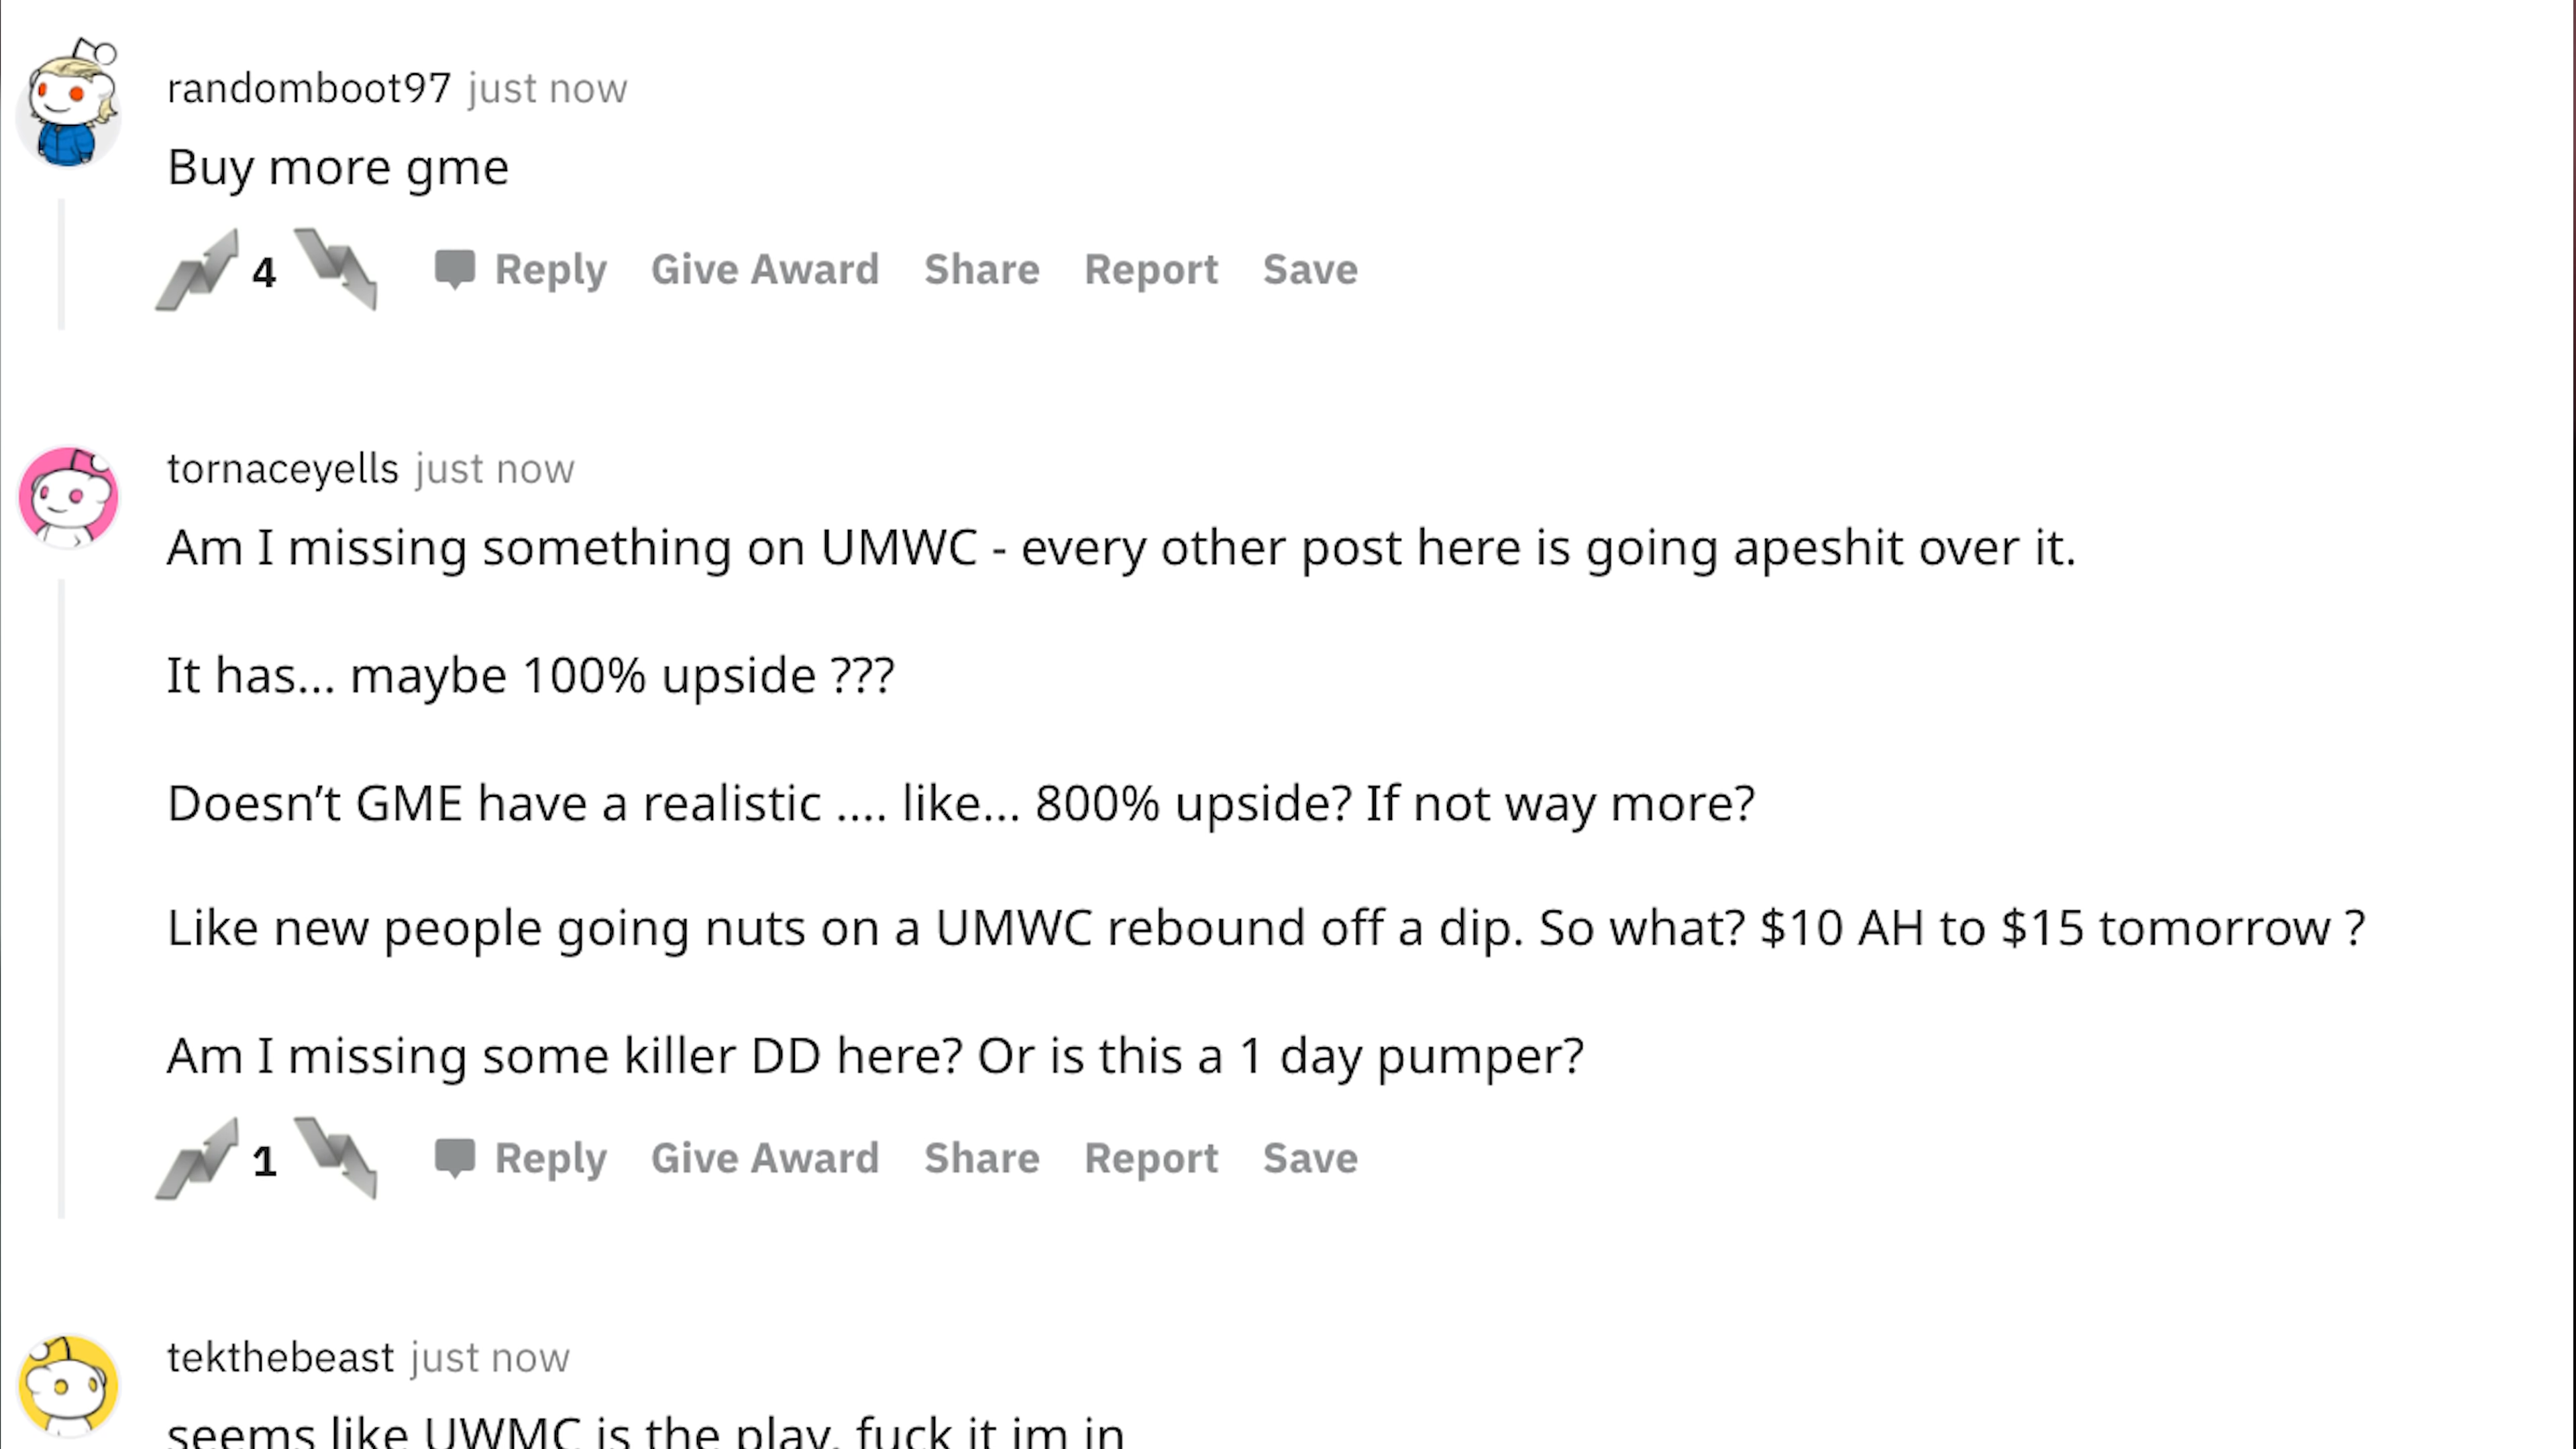 randomboot97 just now
Buy more gme
4 Reply Give Award Share Report Save
tornaceyells just now
Am I missing something on UMWC - every other post here is going apeshit over it.
It has... maybe 100% upside ???
Doesn’t GME have a realistic .... like... 800% upside? If not way more?
Like new people going nuts on a UMWC rebound off a dip. So what? $10 AH to $15 tomorrow ?
Am I missing some killer DD here? Or is this a 1 day pumper?
1 Reply Give Award Share Report Save
tekthebeast just now
seems like UWMC is the play. fuck it im in